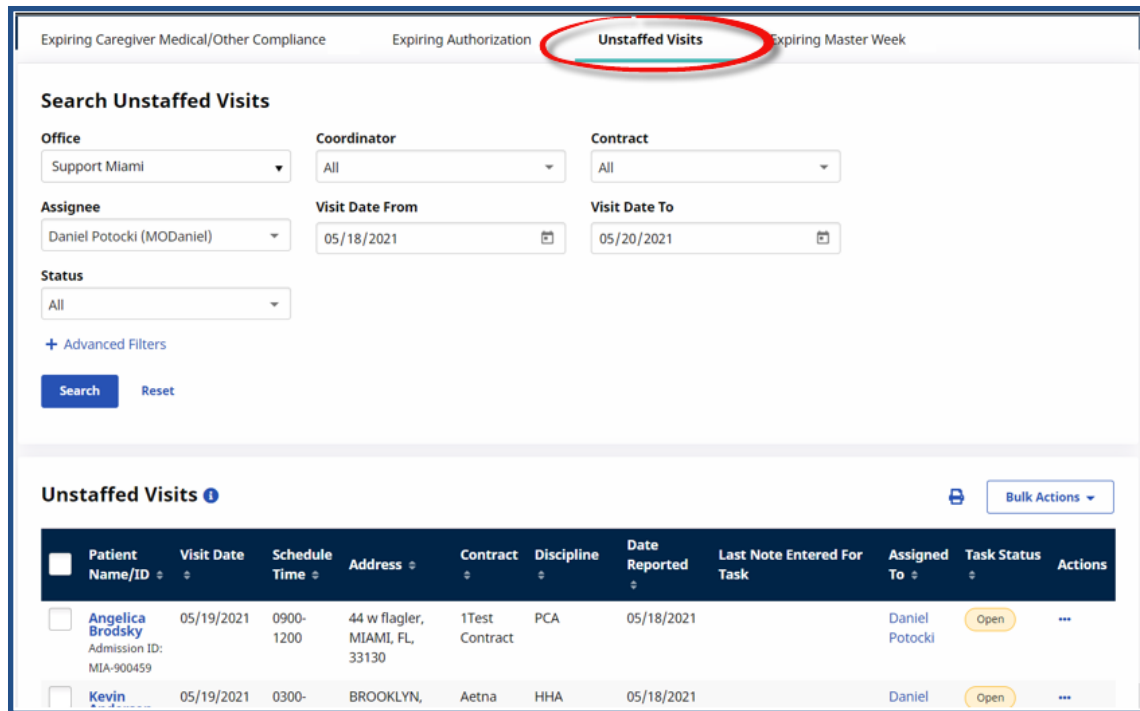 Expiring Caregiver Medical/Other Compliance Expiring Authorization Unstaffed Visits Expiring Master Week
Search Unstaffed Visits
Office Coordinator Contract
Support Miami All All
Assignee Visit Date From Visit Date To
Daniel Potocki (MODaniel) 05/18/2021 05/20/2021
Status
All
+ Advanced Filters
Search Reset
Unstaffed Visits
Bulk Actions
Patient Name/ID Visit Date Schedule Time Address Contract Discipline Date Reported Last Note Entered For Task Assigned To Task Status Actions
Angelica Brodsky 05/19/2021 0900- 44 w flagler, 1Test PCA 05/18/2021 Daniel Open
1200 MIAMI, FL, Contract Potocki
Admission ID: 33130
MIA-900459
Kevin 05/19/2021 0300- BROOKLYN, Aetna HHA 05/18/2021 Daniel Open